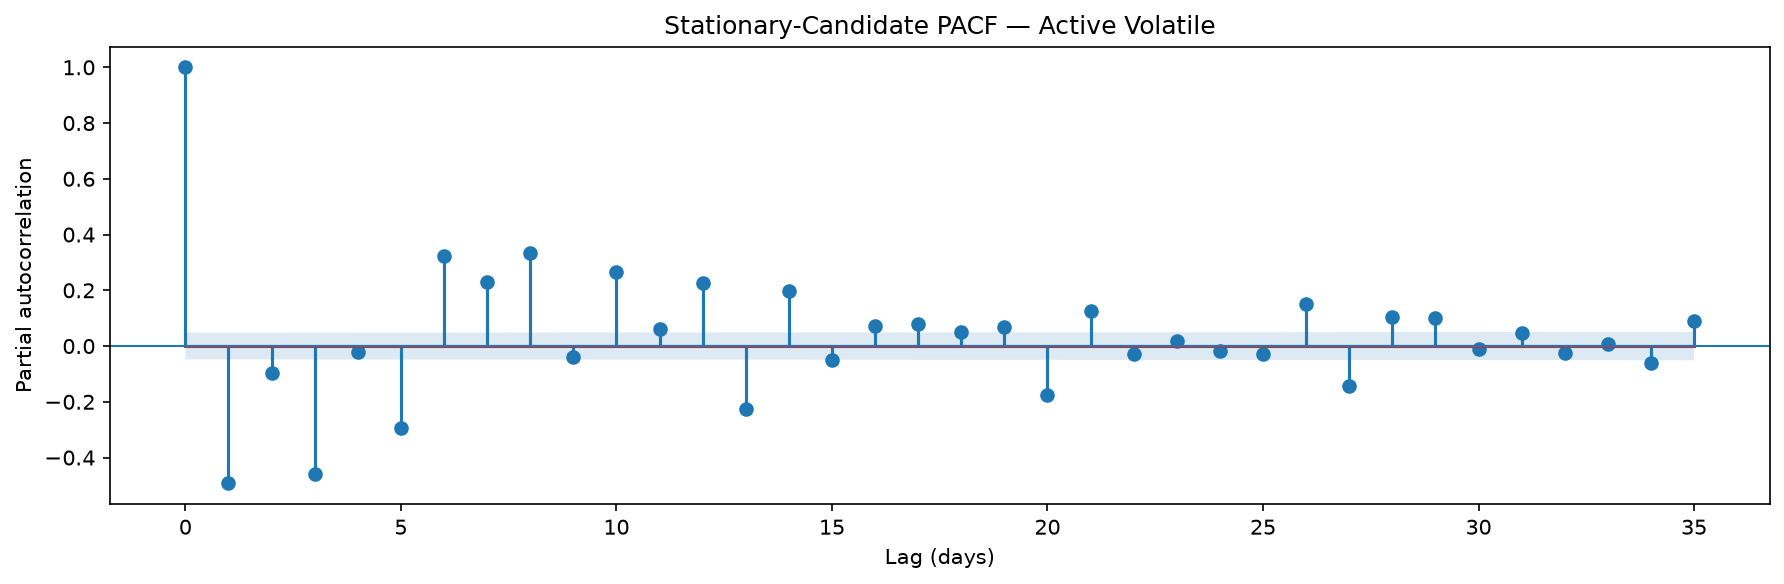 Stationary-Candidate PACF — Active Volatile
1.0
0.8
0.6
0.4
0.2
0.0
−0.2
−0.4
Partial autocorrelation
0 5 10 15 20 25 30 35
Lag (days)